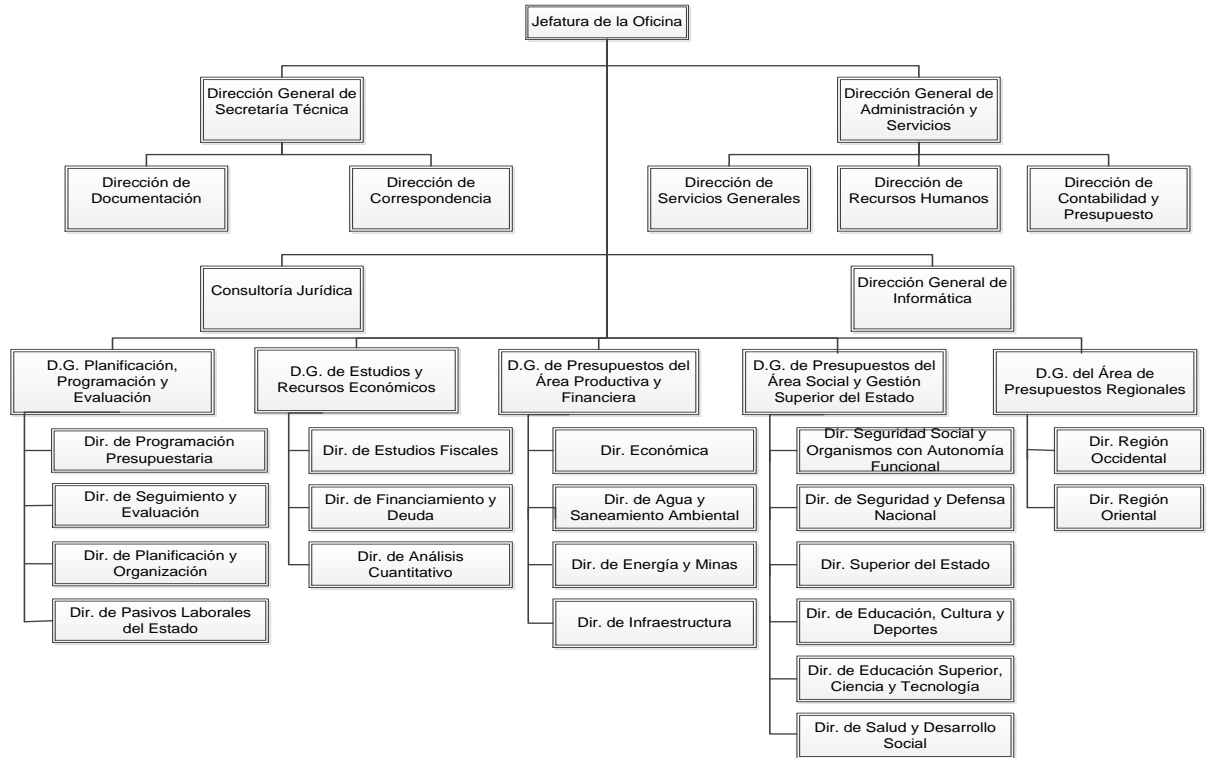 Jefatura de la Oficina
Dirección General de
Secretaría Técnica
Dirección General de
Administración y
Servicios
Dirección de
Documentación
Dirección de
Correspondencia
Dirección de
Servicios Generales
Dirección de
Recursos Humanos
Dirección de
Contabilidad y
Presupuesto
Consultoría Jurídica
Dirección General de
Informática
D.G. Planificación,
Programación y
Evaluación
D.G. de Estudios y
Recursos Económicos
D.G. de Presupuestos del
Área Productiva y
Financiera
D.G. de Presupuestos del
Área Social y Gestión
Superior del Estado
D.G. del Área de
Presupuestos Regionales
Dir. de Programación
Presupuestaria
Dir. de Seguimiento y
Evaluación
Dir. de Planificación y
Organización
Dir. de Pasivos Laborales
del Estado
Dir. de Estudios Fiscales
Dir. de Financiamiento y
Deuda
Dir. de Análisis
Cuantitativo
Dir. Económica
Dir. de Agua y
Saneamiento Ambiental
Dir. de Energía y Minas
Dir. de Infraestructura
Dir. Seguridad Social y
Organismos con Autonomía
Funcional
Dir. de Seguridad y Defensa
Nacional
Dir. Superior del Estado
Dir. de Educación, Cultura y
Deportes
Dir. de Educación Superior,
Ciencia y Tecnología
Dir. de Salud y Desarrollo
Social
Dir. Región
Occidental
Dir. Región
Oriental